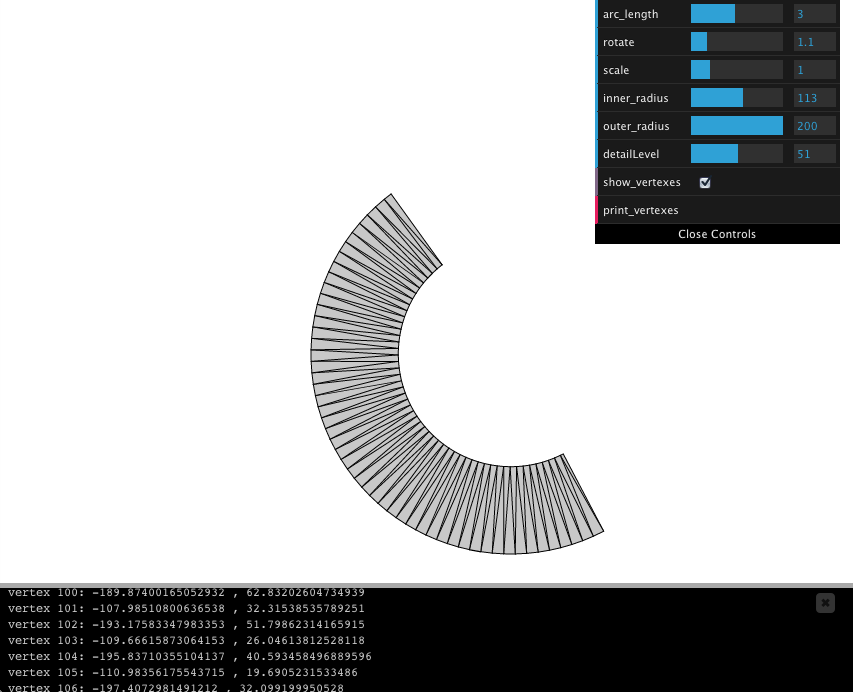 arc_length 3
rotate 1.1
scale 1
inner_radius 113
outer_radius 200
detailLevel 51
show_vertexes
print_vertexes
Close Controls
vertex 100: -189.87400165052932 , 62.83202604734939
vertex 101: -107.98510800636538 , 32.31538535789251
vertex 102: -193.17583347983353 , 51.79862314165915
vertex 103: -109.66615873064153 , 26.04613812528118
vertex 104: -195.83710355104137 , 40.593458496889596
vertex 105: -110.98356175543715 , 19.6905231533486
vertex 106: -197.4072981491212 , 32.099199950528